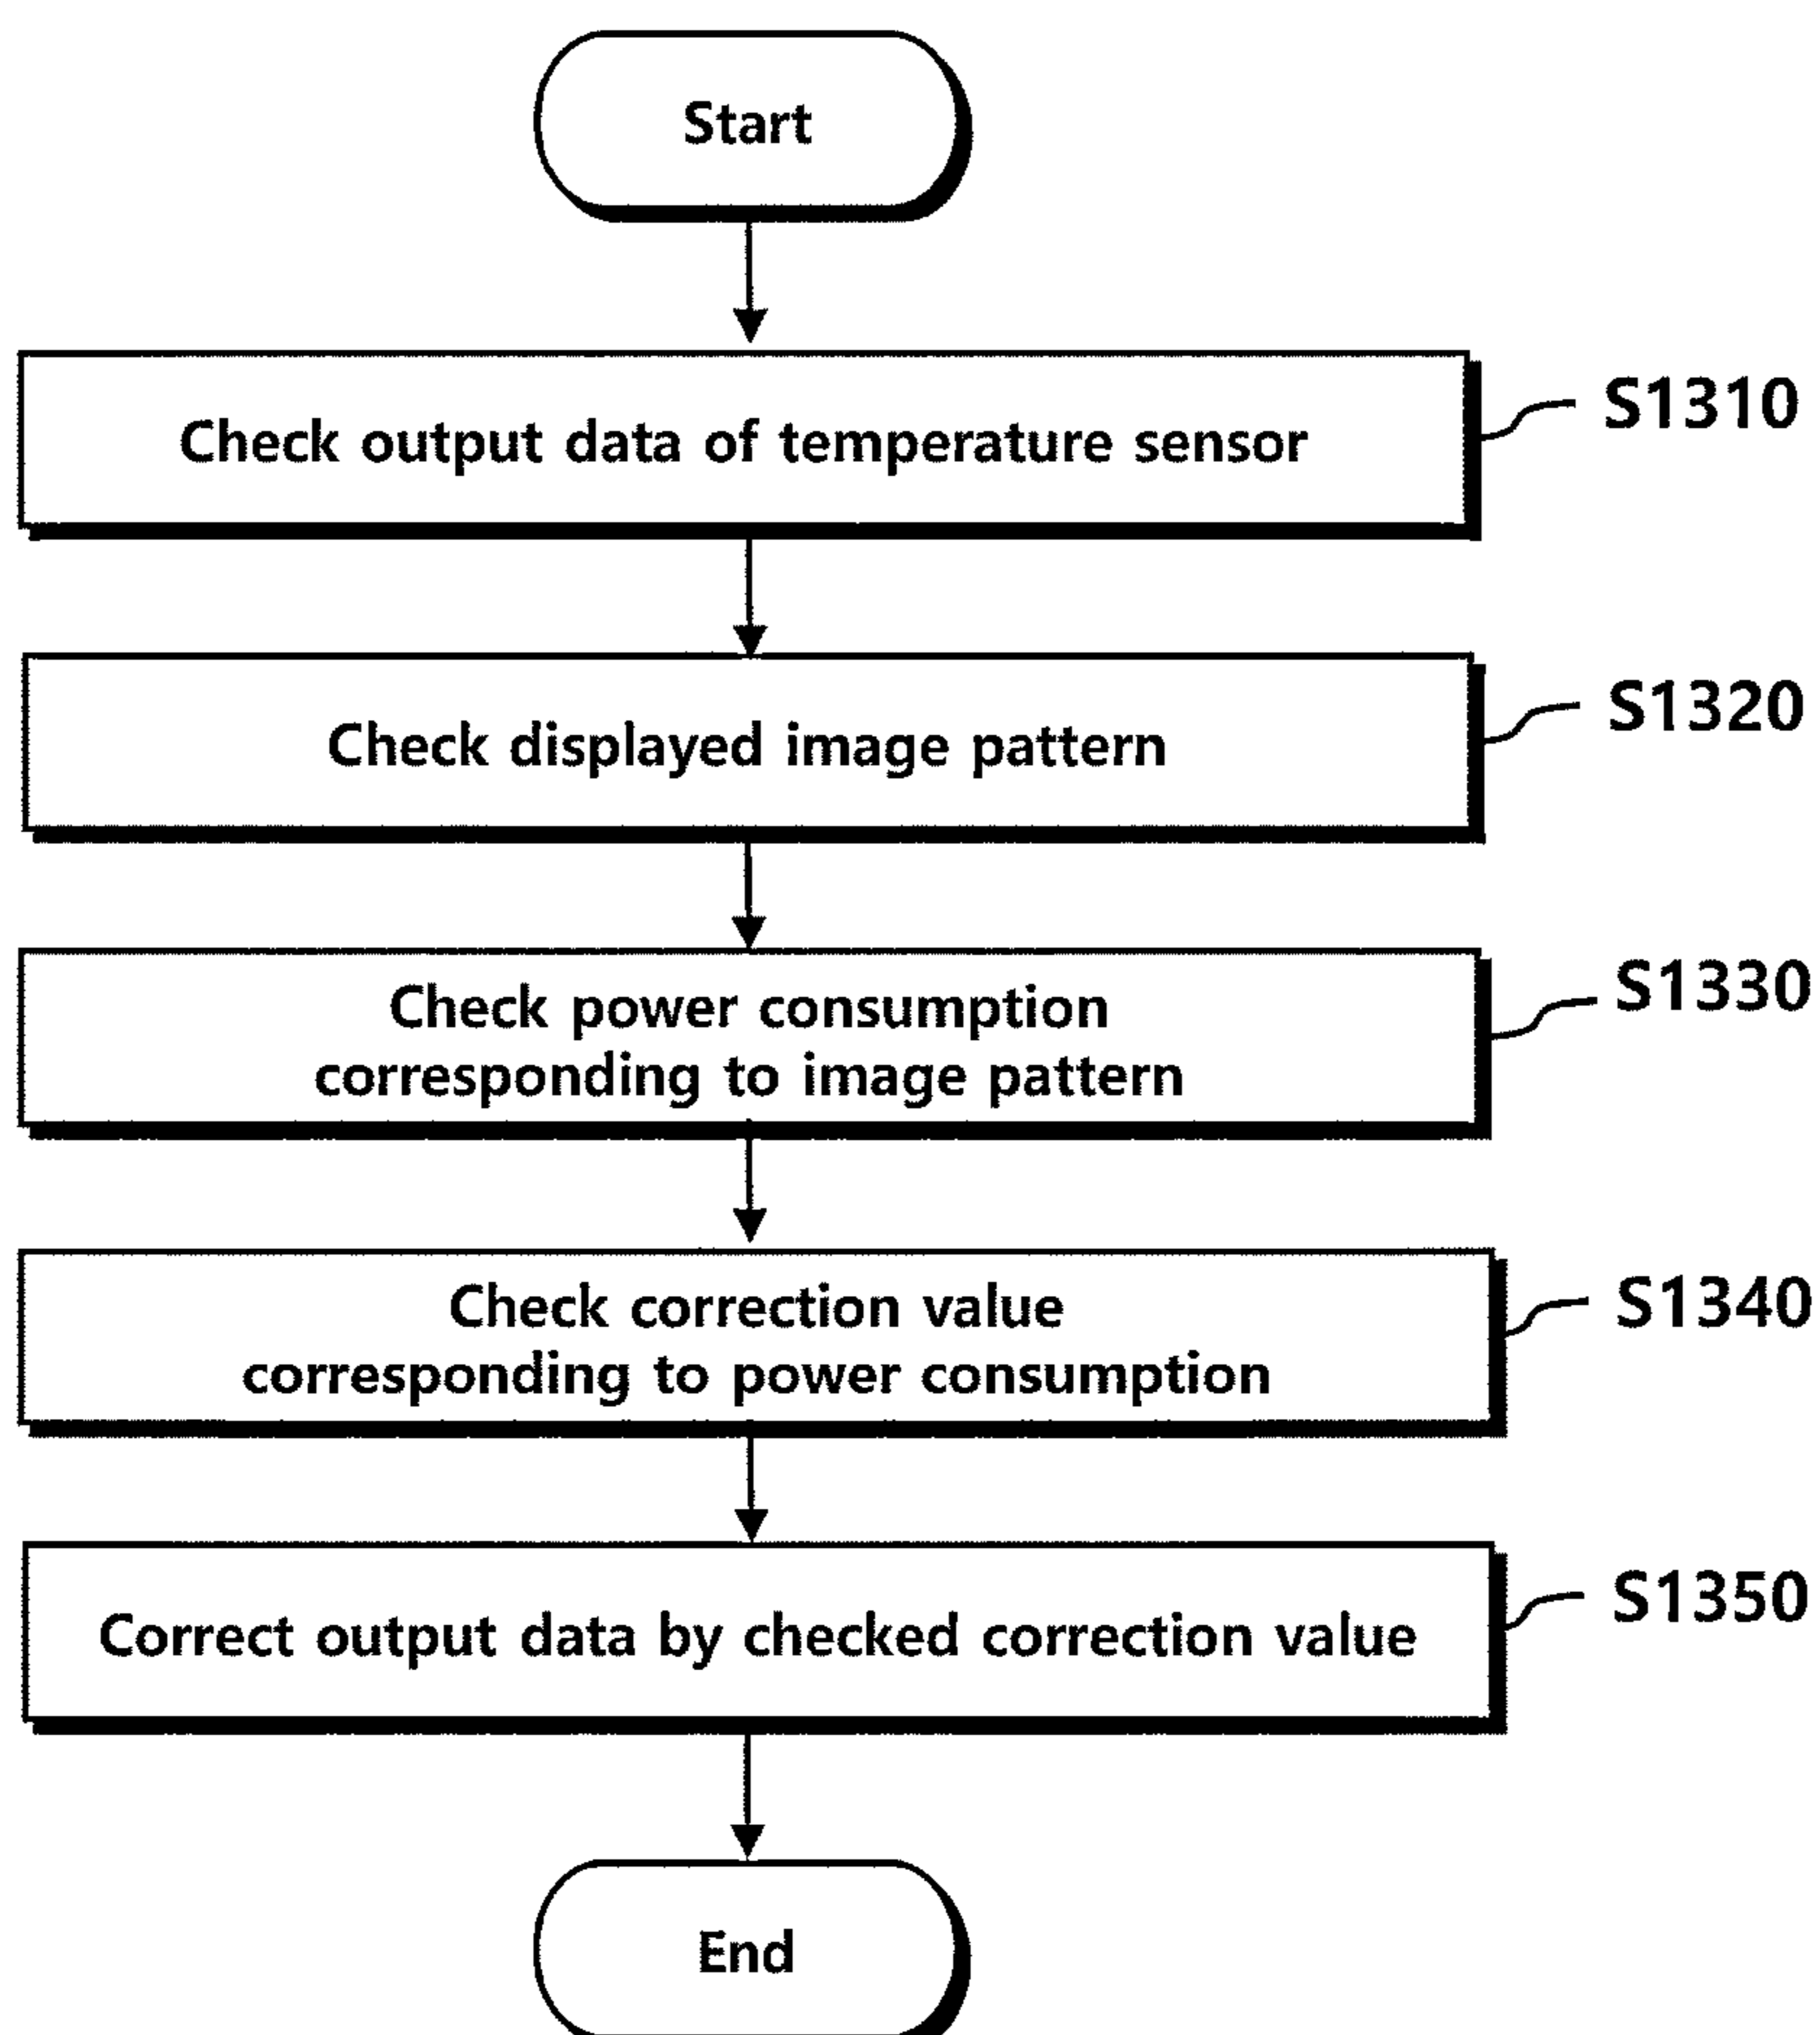 Start
Check output data of temperature sensor
S1310
Check displayed image pattern
S1320
Check power consumption
corresponding to image pattern
S1330
Check correction value
corresponding to power consumption
S1340
Correct output data by checked correction value
S1350
End